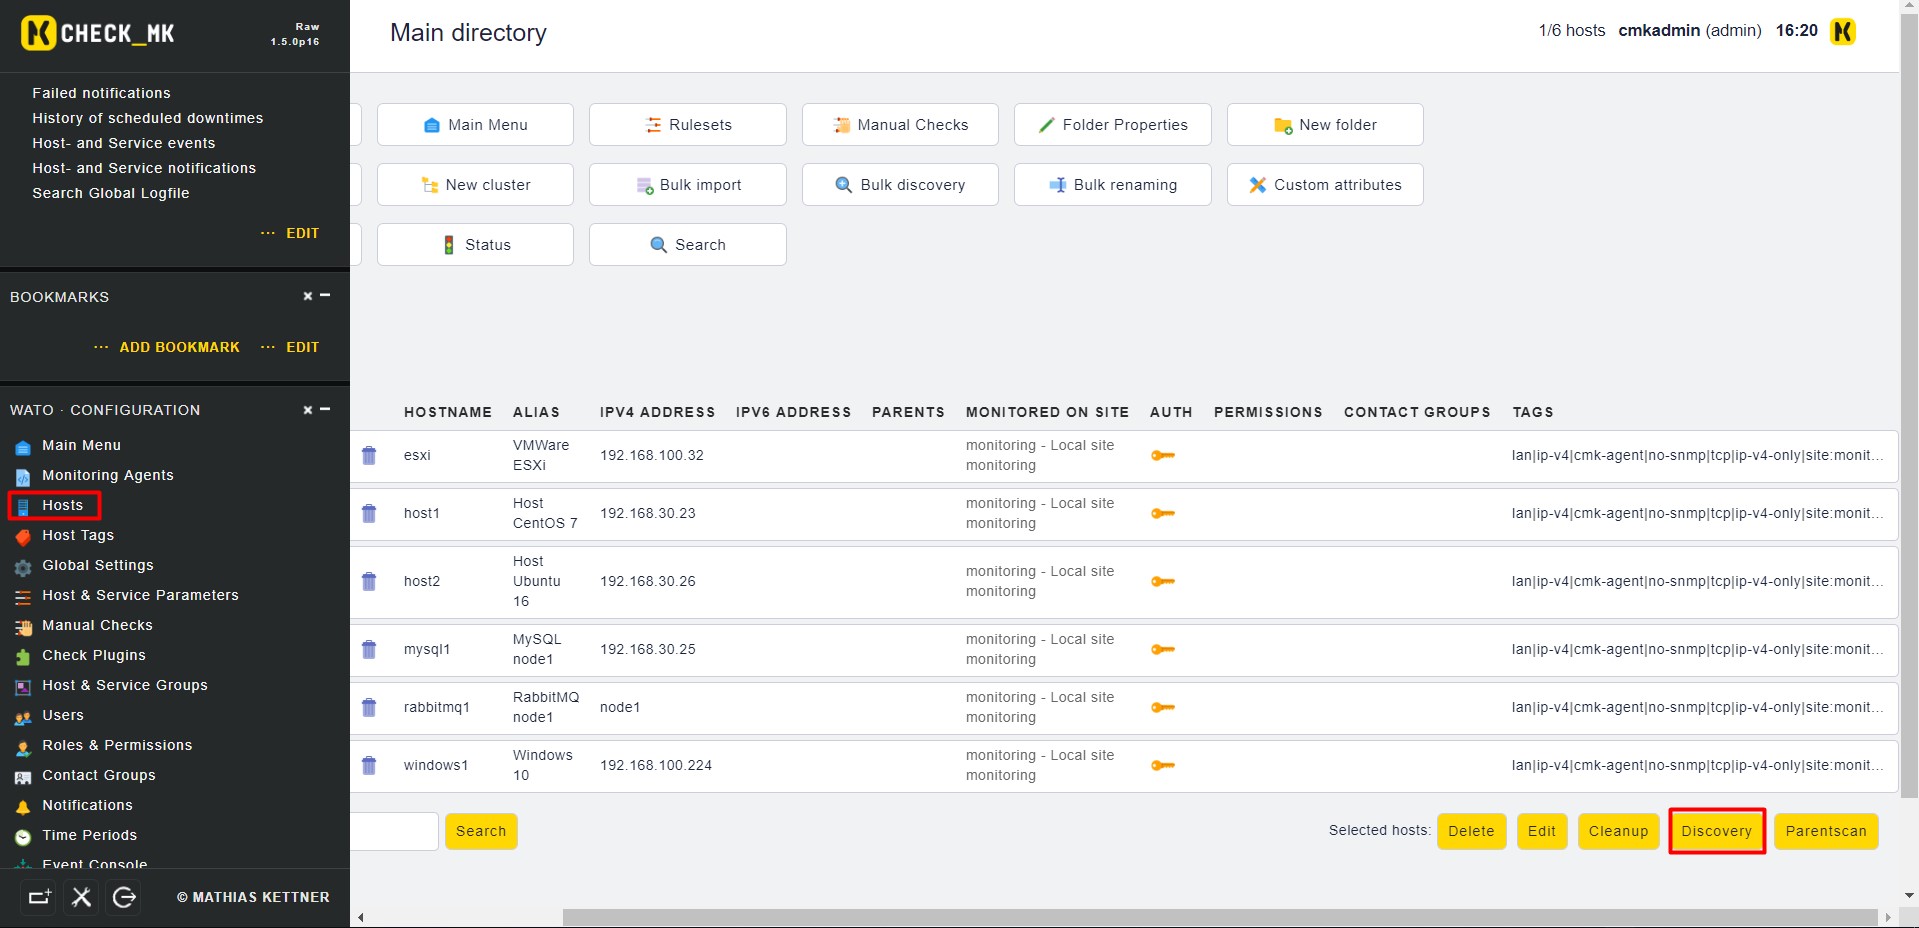 CHECK_MK
Raw
1.5.0p16
Failed notifications
History of scheduled downtimes
Host- and Service events
Host- and Service notifications
Search Global Logfile
··· EDIT
BOOKMARKS
··· ADD BOOKMARK ··· EDIT
WATO · CONFIGURATION
Main Menu
Monitoring Agents
Hosts
Host Tags
Global Settings
Host & Service Parameters
Manual Checks
Check Plugins
Host & Service Groups
Users
Roles & Permissions
Contact Groups
Notifications
Time Periods
Event Console
© MATHIAS KETTNER
Main directory
1/6 hosts cmkadmin (admin) 16:20
Main Menu Rulesets Manual Checks Folder Properties New folder
New cluster Bulk import Bulk discovery Bulk renaming Custom attributes
Status Search
HOSTNAME ALIAS IPV4 ADDRESS IPV6 ADDRESS PARENTS MONITORED ON SITE AUTH PERMISSIONS CONTACT GROUPS TAGS
esxi VMWare ESXi 192.168.100.32 monitoring - Local site monitoring lan|ip-v4|cmk-agent|no-snmp|tcp|ip-v4-only|site:monit...
host1 Host CentOS 7 192.168.30.23 monitoring - Local site monitoring lan|ip-v4|cmk-agent|no-snmp|tcp|ip-v4-only|site:monit...
host2 Host Ubuntu 16 192.168.30.26 monitoring - Local site monitoring lan|ip-v4|cmk-agent|no-snmp|tcp|ip-v4-only|site:monit...
mysql1 MySQL node1 192.168.30.25 monitoring - Local site monitoring lan|ip-v4|cmk-agent|no-snmp|tcp|ip-v4-only|site:monit...
rabbitmq1 RabbitMQ node1 node1 monitoring - Local site monitoring lan|ip-v4|cmk-agent|no-snmp|tcp|ip-v4-only|site:monit...
windows1 Windows 10 192.168.100.224 monitoring - Local site monitoring lan|ip-v4|cmk-agent|no-snmp|tcp|ip-v4-only|site:monit...
Search Selected hosts: Delete Edit Cleanup Discovery Parentscan